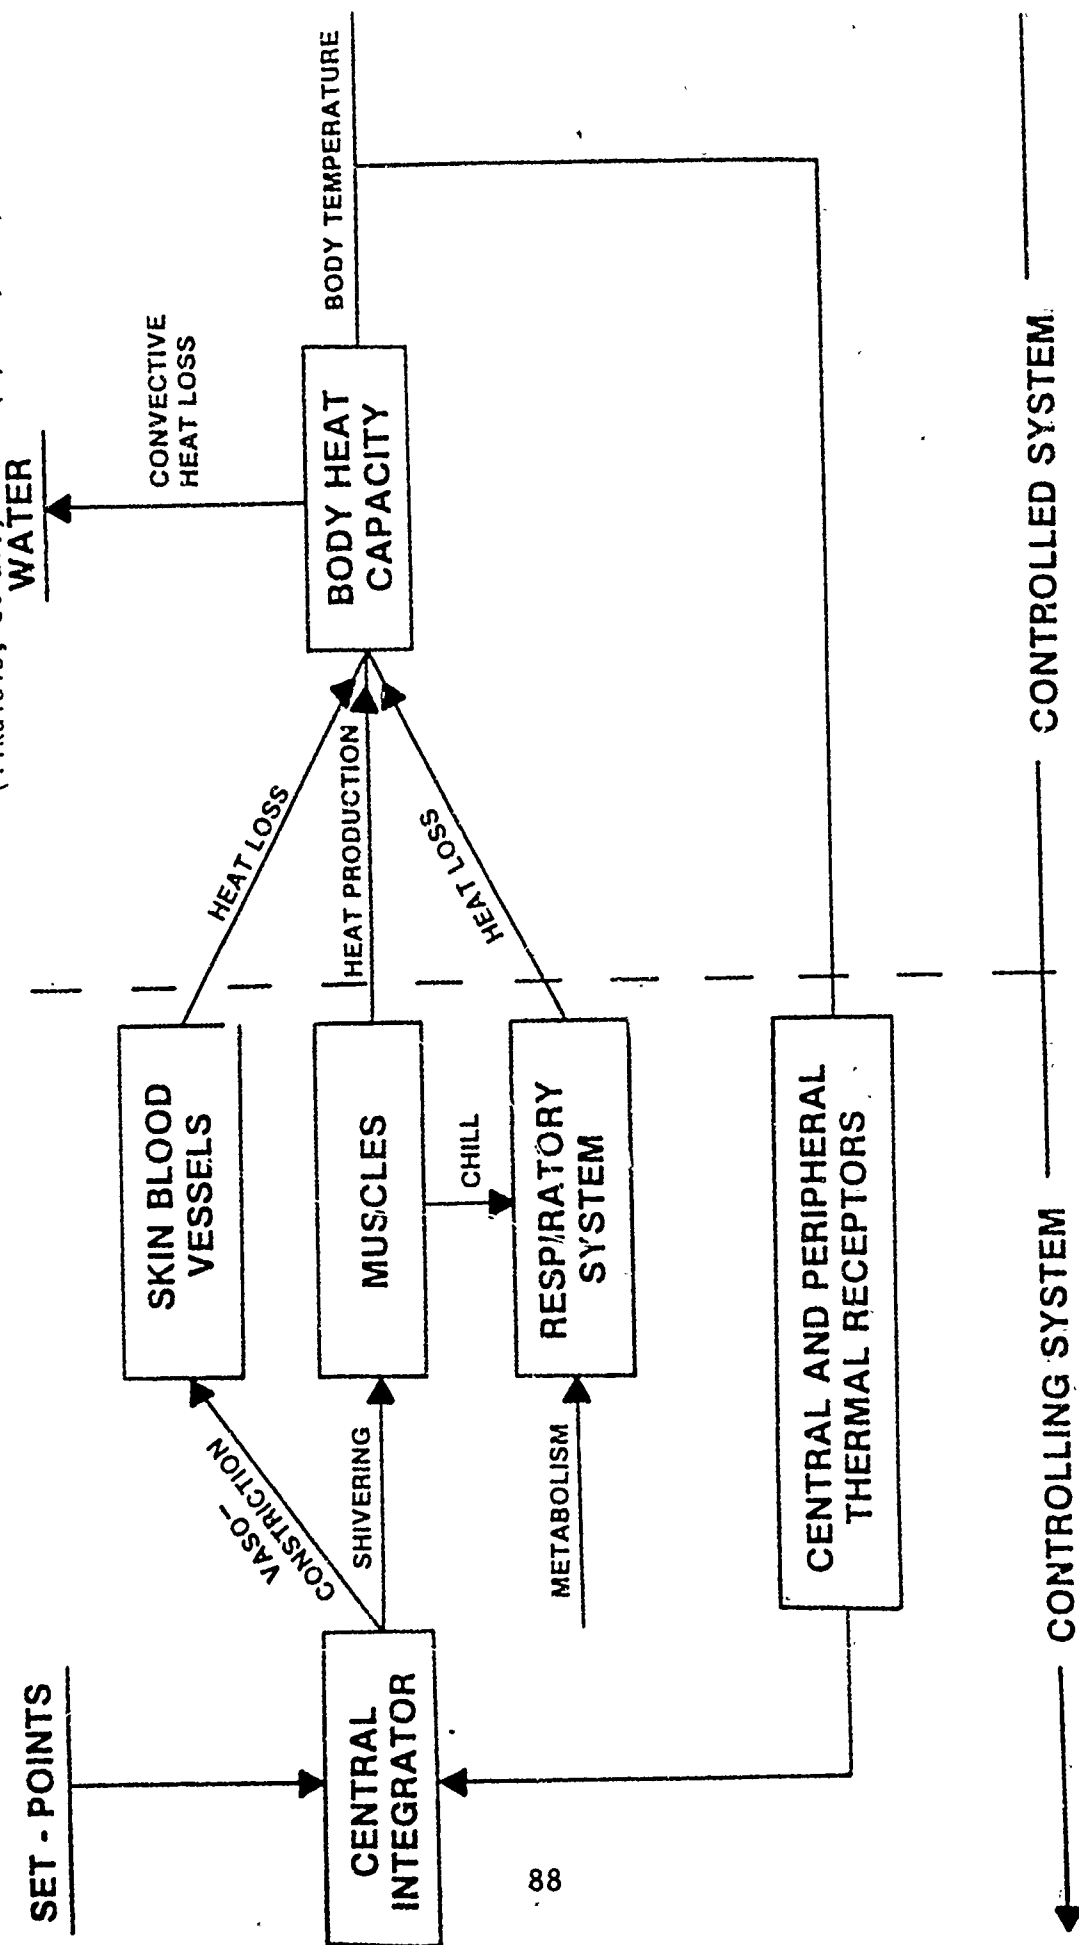 WATER
CONVECTIVE
HEAT LOSS
SET - POINTS
CENTRAL
INTEGRATOR
VASO-
CONSTRICTION
SHIVERING
METABOLISM
SKIN BLOOD
VESSELS
MUSCLES
CHILL
RESPIRATORY
SYSTEM
HEAT LOSS
HEAT PRODUCTION
HEAT LOSS
BODY HEAT
CAPACITY
BODY TEMPERATURE
CENTRAL AND PERIPHERAL
THERMAL RECEPTORS
CONTROLLING SYSTEM
CONTROLLED SYSTEM
88